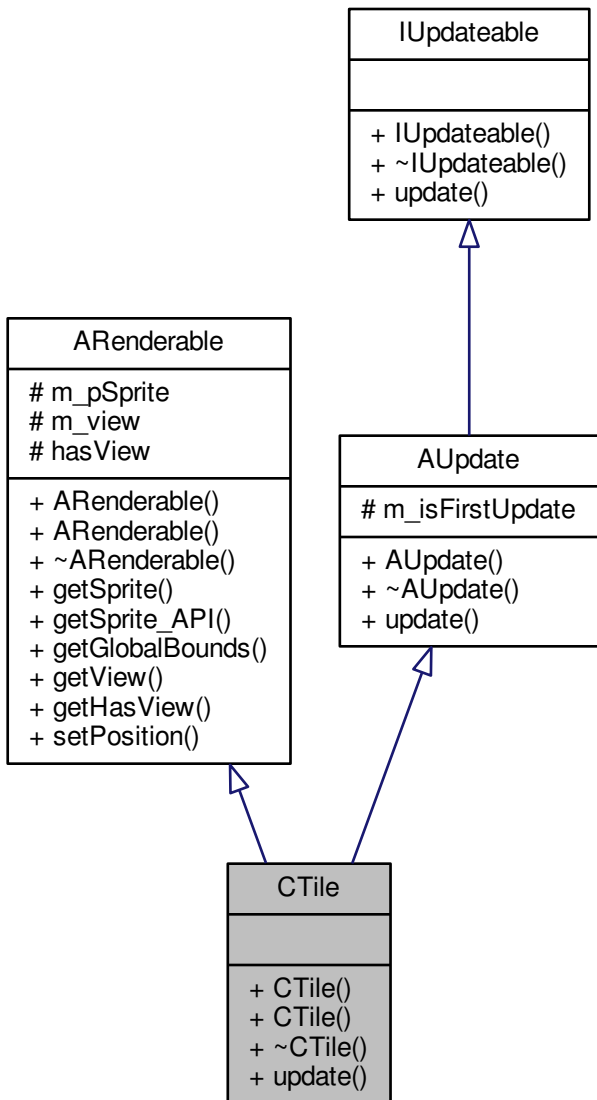 IUpdateable
+ IUpdateable()
+ ~IUpdateable()
+ update()
ARenderable
# m_pSprite
# m_view
# hasView
+ ARenderable()
+ ARenderable()
+ ~ARenderable()
+ getSprite()
+ getSprite_API()
+ getGlobalBounds()
+ getView()
+ getHasView()
+ setPosition()
AUpdate
# m_isFirstUpdate
+ AUpdate()
+ ~AUpdate()
+ update()
CTile
+ CTile()
+ CTile()
+ ~CTile()
+ update()